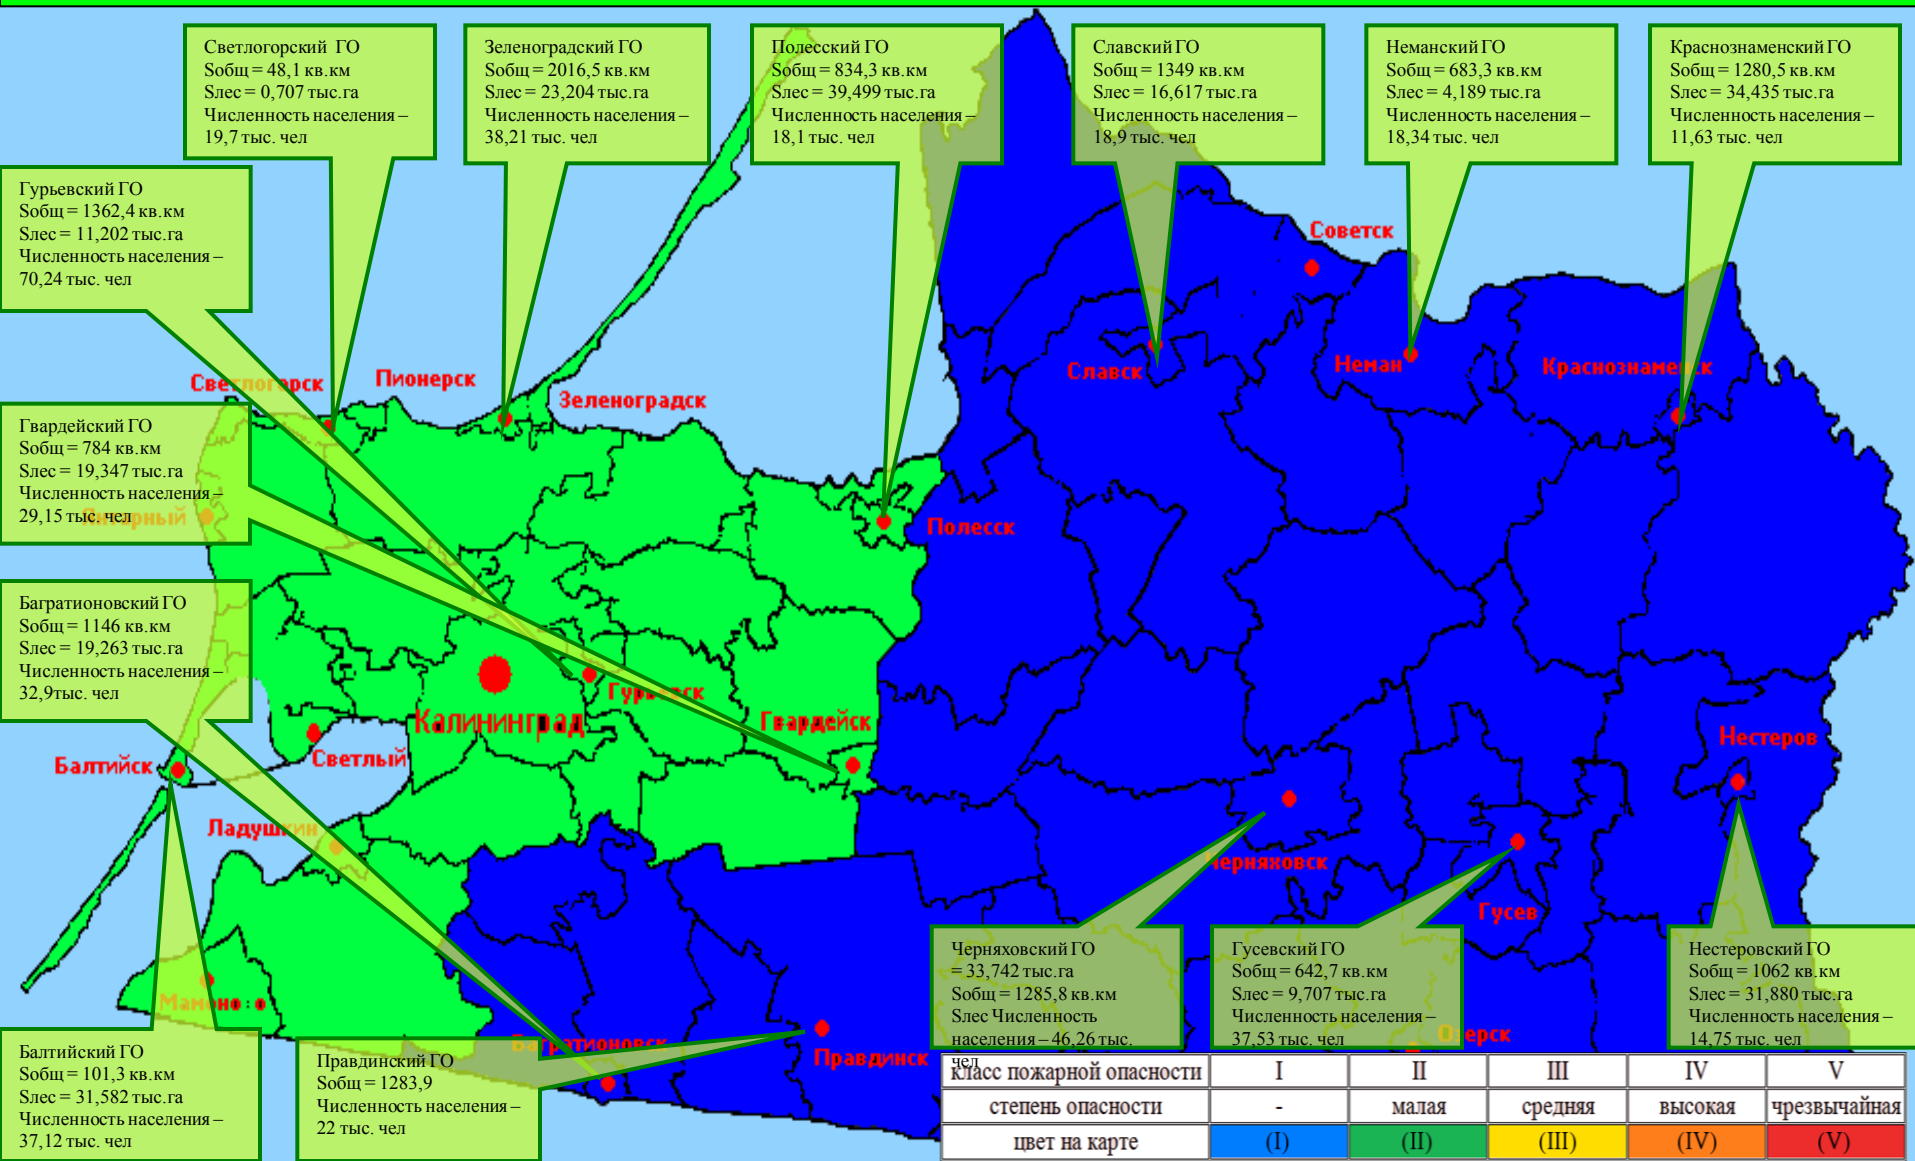 Светлогорский ГО
Sобщ = 48,1 кв.км
Sлес = 0,707 тыс.га
Численность населения –
19,7 тыс. чел
Зеленоградский ГО
Sобщ = 2016,5 кв.км
Sлес = 23,204 тыс.га
Численность населения –
38,21 тыс. чел
Полесский ГО
Sобщ = 834,3 кв.км
Sлес = 39,499 тыс.га
Численность населения –
18,1 тыс. чел
Славский ГО
Sобщ = 1349 кв.км
Sлес = 16,617 тыс.га
Численность населения –
18,9 тыс. чел
Неманский ГО
Sобщ = 683,3 кв.км
Sлес = 4,189 тыс.га
Численность населения –
18,34 тыс. чел
Краснознаменский ГО
Sобщ = 1280,5 кв.км
Sлес = 34,435 тыс.га
Численность населения –
11,63 тыс. чел
Гурьевский ГО
Sобщ = 1362,4 кв.км
Sлес = 11,202 тыс.га
Численность населения –
70,24 тыс. чел
Советск
Светлогорск
Пионерск
Зеленоградск
Славск
Неман
Краснознаменск
Гвардейский ГО
Sобщ = 784 кв.км
Sлес = 19,347 тыс.га
Численность населения –
29,15 тыс. чел
Янтарный
Полесск
Багратионовский ГО
Sобщ = 1146 кв.км
Sлес = 19,263 тыс.га
Численность населения –
32,9тыс. чел
Гурьевск
Калининград
Гвардейск
Нестеров
Балтийск
Светлый
Ладушкин
Черняховск
Гусев
Мамоново
Черняховский ГО
= 33,742 тыс.га
Sобщ = 1285,8 кв.км
Sлес Численность
населения – 46,26 тыс.
чел
Гусевский ГО
Sобщ = 642,7 кв.км
Sлес = 9,707 тыс.га
Численность населения –
37,53 тыс. чел
Нестеровский ГО
Sобщ = 1062 кв.км
Sлес = 31,880 тыс.га
Численность населения –
14,75 тыс. чел
Озерск
Багратионовск
Правдинск
Балтийский ГО
Sобщ = 101,3 кв.км
Sлес = 31,582 тыс.га
Численность населения –
37,12 тыс. чел
Правдинский ГО
Sобщ = 1283,9
Численность населения –
22 тыс. чел
класс пожарной опасности I II III IV V
степень опасности - малая средняя высокая чрезвычайная
цвет на карте (I) (II) (III) (IV) (V)